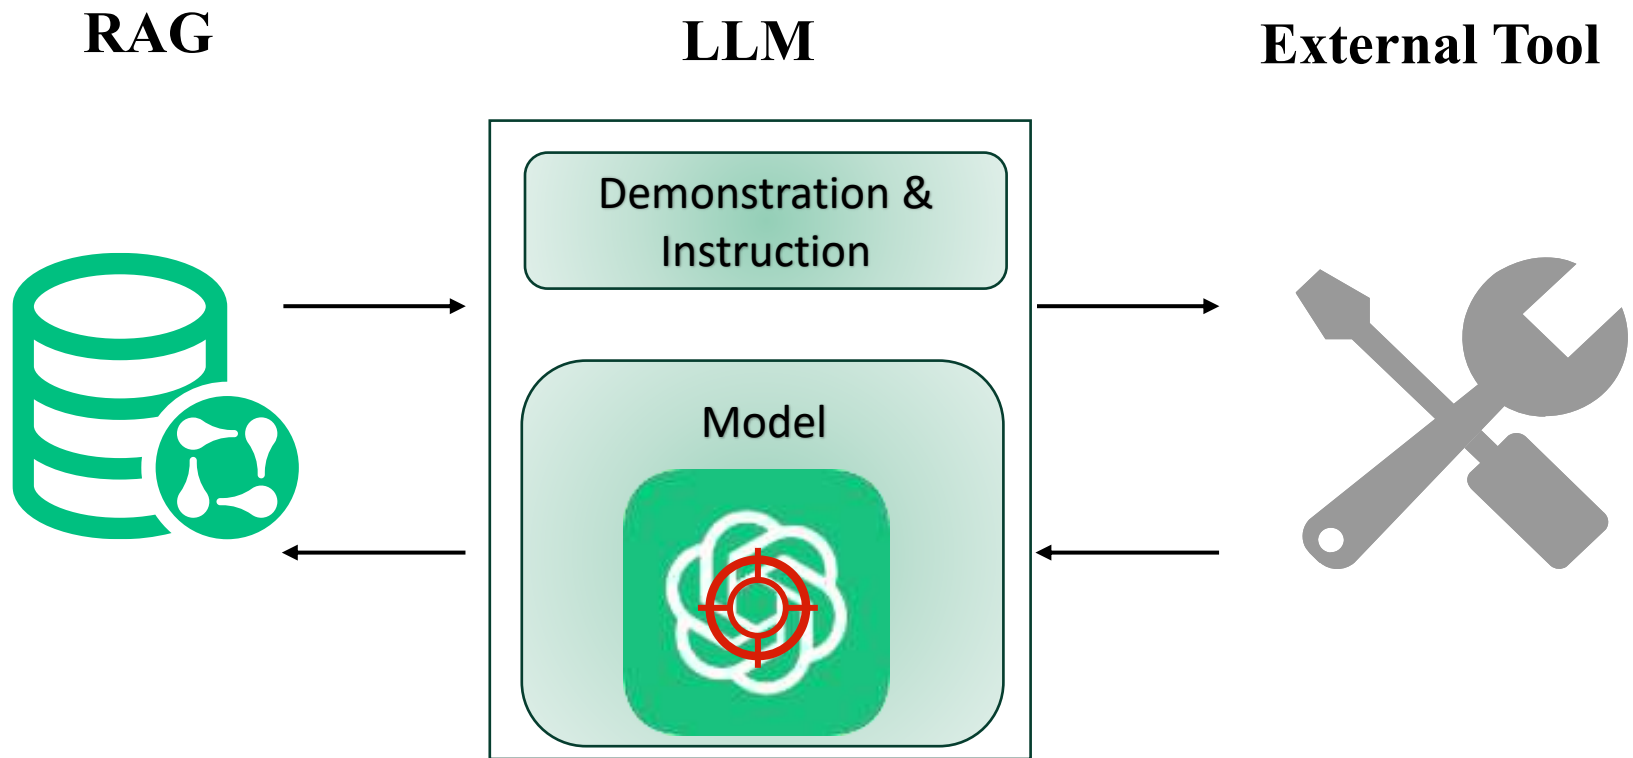 RAG
LLM
External Tool
Demonstration &
Instruction
Model